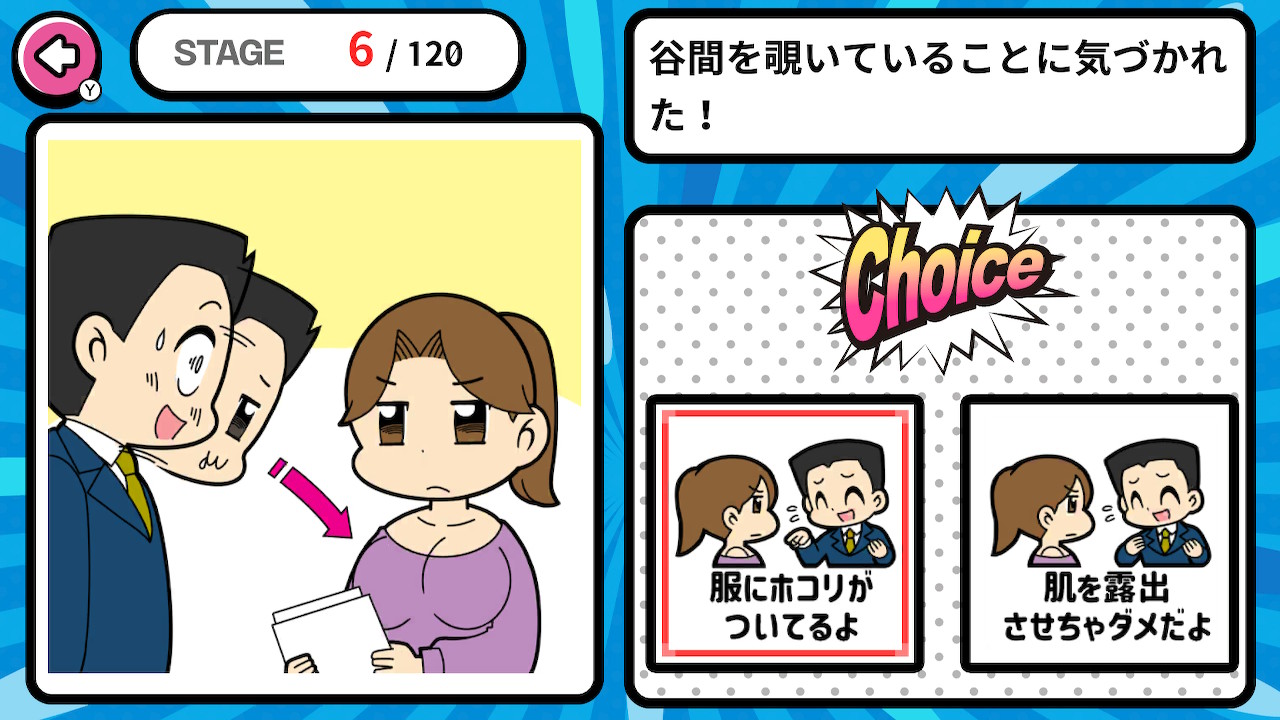 STAGE 6 / 120
Y
谷間を覗いていることに気づかれ
た！
Choice
服にホコリが
ついてるよ
肌を露出
させちゃダメだよ